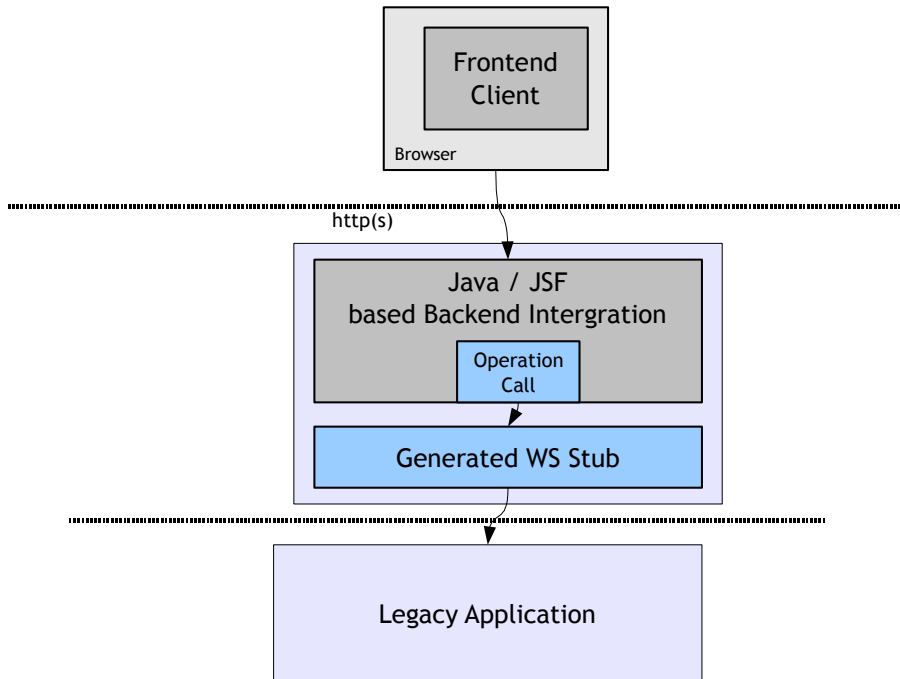 Frontend
Client
Browser
http(s)
Java / JSF
based Backend Intergration
Operation
Call
Generated WS Stub
Legacy Application